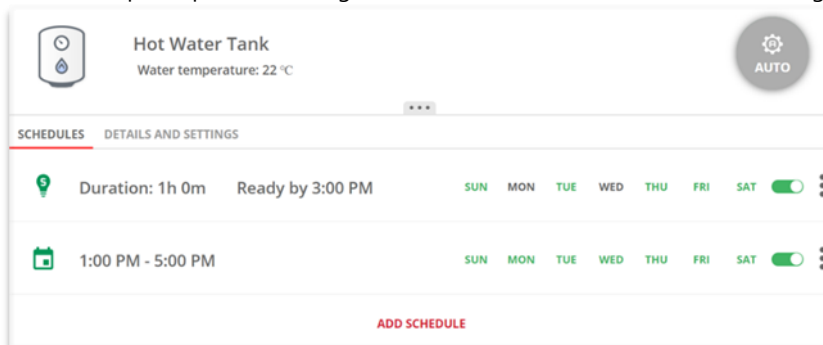 Hot Water Tank
Water temperature: 22 °C
AUTO
SCHEDULES DETAILS AND SETTINGS
Duration: 1h 0m Ready by 3:00 PM SUN MON TUE WED THU FRI SAT
1:00 PM - 5:00 PM SUN MON TUE WED THU FRI SAT
ADD SCHEDULE